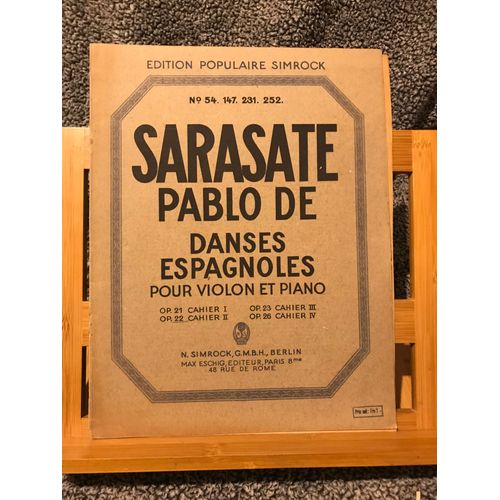 EDITION POPULAIRE SIMROCK
Nº 54. 147. 231. 252.
SARASATE
PABLO DE
DANSES
ESPAGNOLES
POUR VIOLON ET PIANO
OP. 21 CAHIER I OP. 23 CAHIER III
OP. 22 CAHIER II OP. 26 CAHIER IV
N. SIMROCK, G.M.B.H., BERLIN
MAX ESCHIG, EDITEUR, PARIS 8me
48 RUE DE ROME